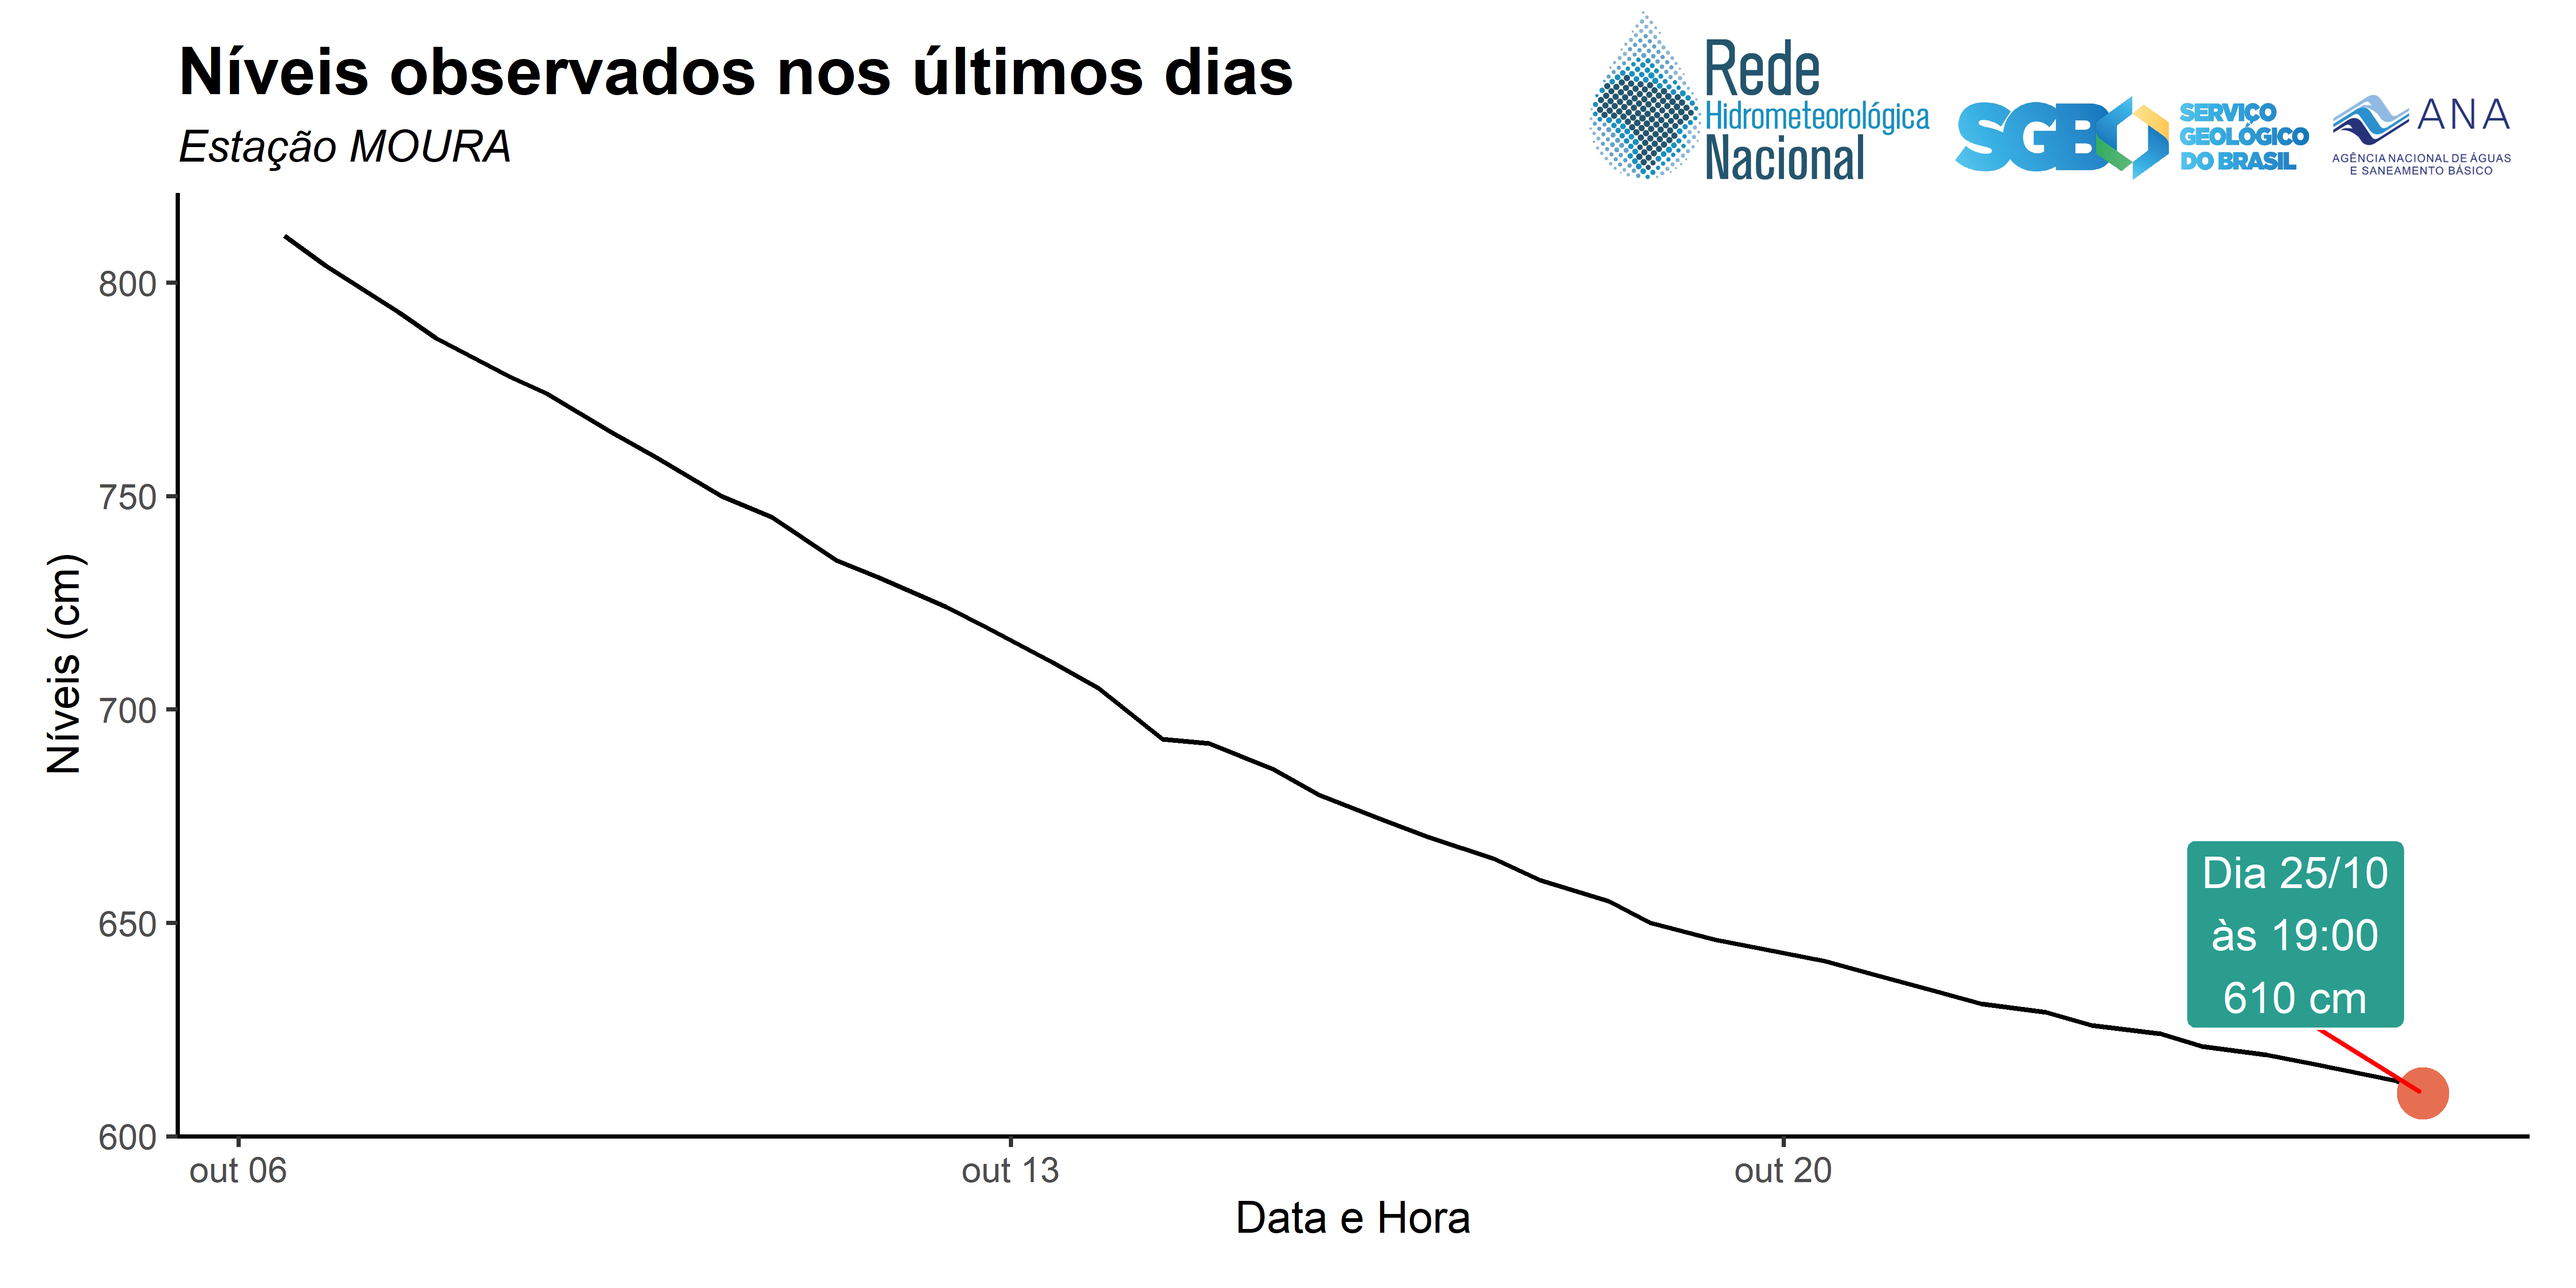 Níveis observados nos últimos dias
Estação MOURA
Rede
Hidrometeorológica
Nacional
SGB
SERVIÇO
GEOLÓGICO
DO BRASIL
ANA
AGÊNCIA NACIONAL DE ÁGUAS
E SANEAMENTO BÁSICO
Níveis (cm)
800
750
700
650
600
Dia 25/10
às 19:00
610 cm
out 06
out 13
out 20
Data e Hora